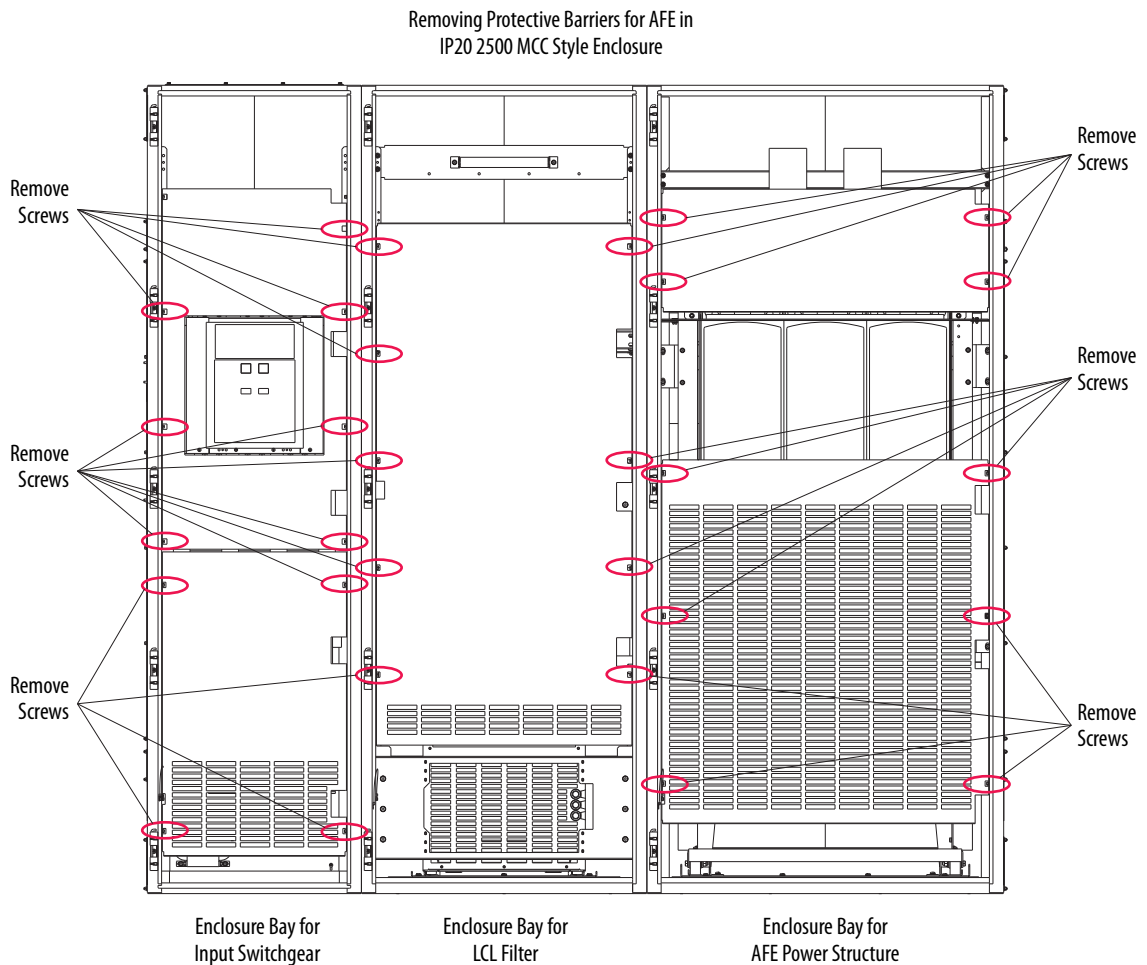 Removing Protective Barriers for AFE in
IP20 2500 MCC Style Enclosure
Remove
Screws
Remove
Screws
Remove
Screws
Remove
Screws
Remove
Screws
Remove
Screws
Enclosure Bay for
Input Switchgear
Enclosure Bay for
LCL Filter
Enclosure Bay for
AFE Power Structure